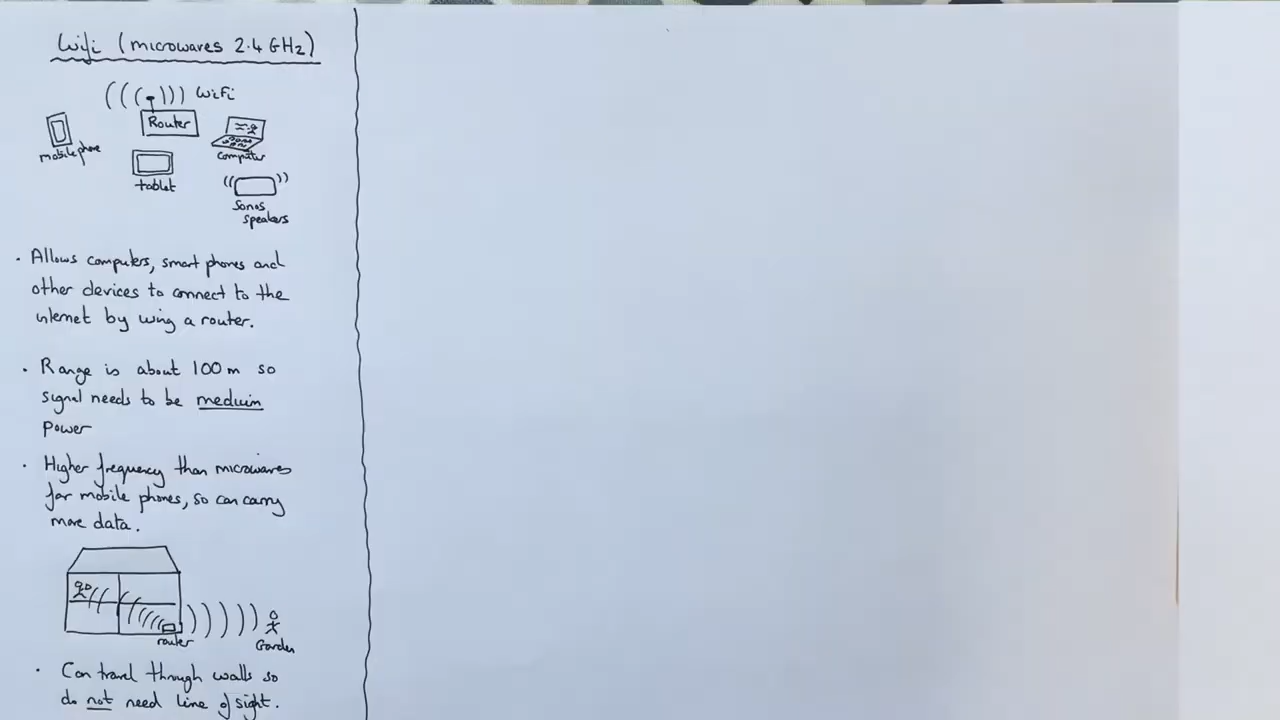 Wifi (microwaves 2.4 GHz)
WiFi
Router
mobile phone
computer
tablet
Sonos
speakers
· Allows computers, smart phones and
other devices to connect to the
internet by using a router.
· Range is about 100 m so
signal needs to be medium
power
· Higher frequency than microwaves
for mobile phones, so can carry
more data.
router
Garden
· Can travel through walls so
do not need line of sight.